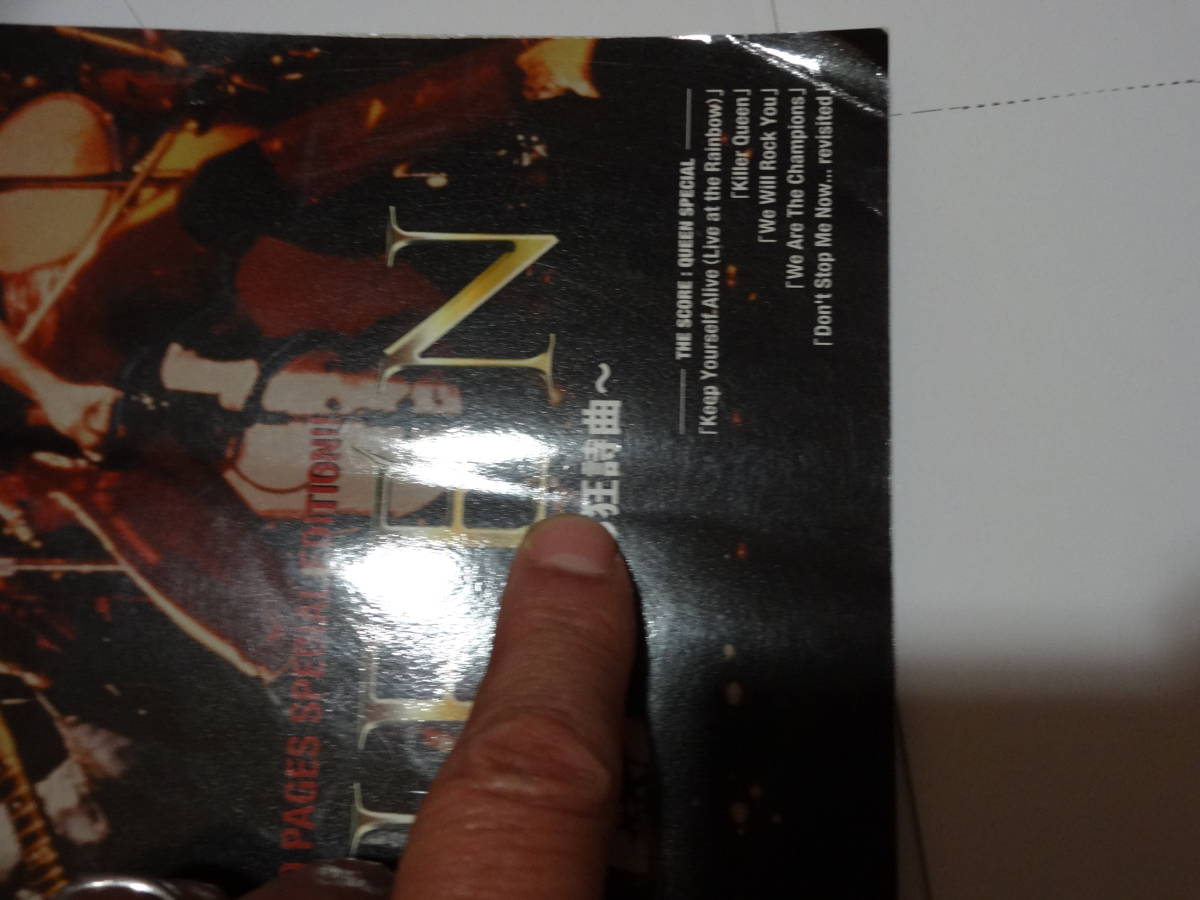 PAGES SPECIAL EDITION!!
UEEN
狂詩曲～
THE SCORE : QUEEN SPECIAL
「Keep Yourself Alive (Live at the Rainbow)」
「Killer Queen」
「We Will Rock You」
「We Are The Champions」
「Don't Stop Me Now... revisited